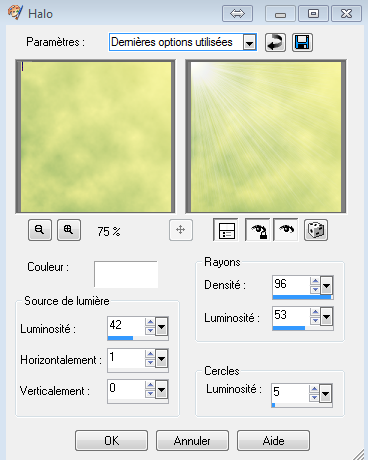 Halo
Paramètres :
Dernières options utilisées
75 %
Couleur :
Source de lumière
Luminosité :
42
Horizontalement :
1
Verticalement :
0
Rayons
Densité :
96
Luminosité :
53
Cercles
Luminosité :
5
OK
Annuler
Aide